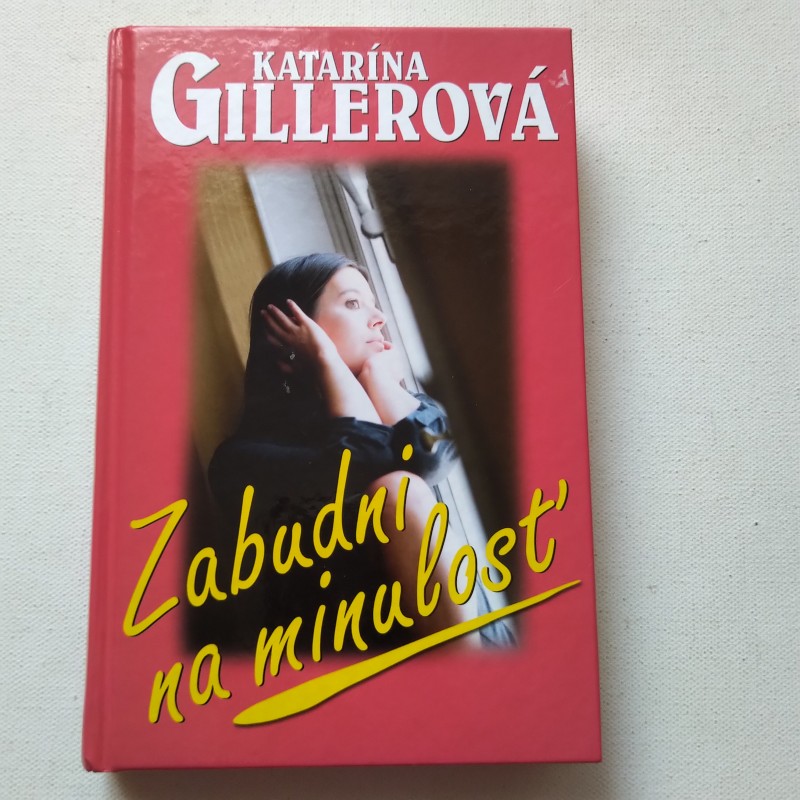 KATARÍNA
GILLEROVÁ
Zabudni
na minulosť